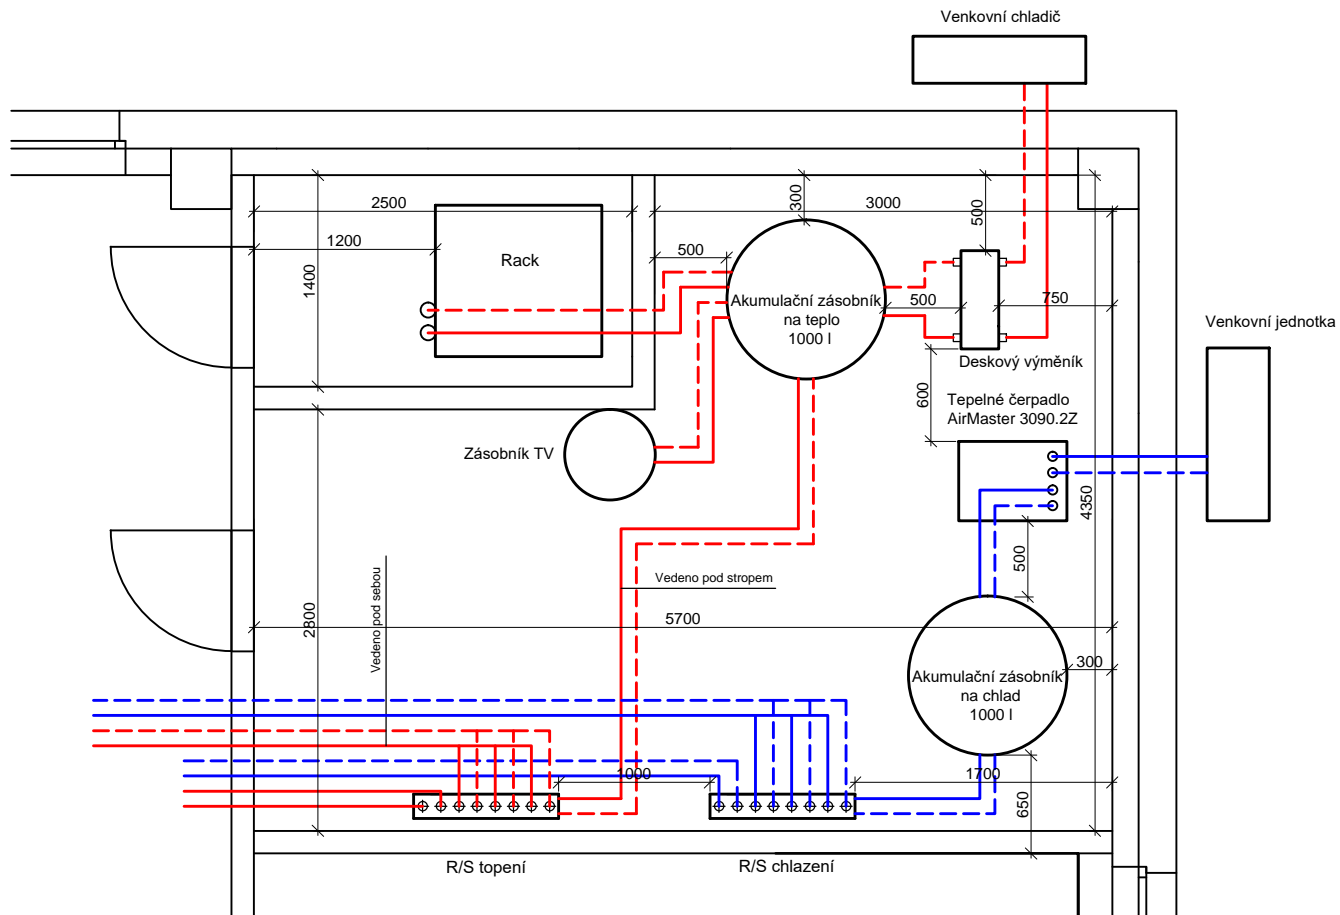 Venkovní chladič
2500
300
3000
500
1200
500
Rack
1400
Akumulační zásobník
na teplo
1000 l
500
750
Venkovní jednotka
Deskový výměník
600
Tepelné čerpadlo
AirMaster 3090.2Z
Zásobník TV
4350
500
Vedeno pod stropem
Vedeno pod sebou
2800
5700
300
Akumulační zásobník
na chlad
1000 l
1000
1700
650
R/S topení
R/S chlazení